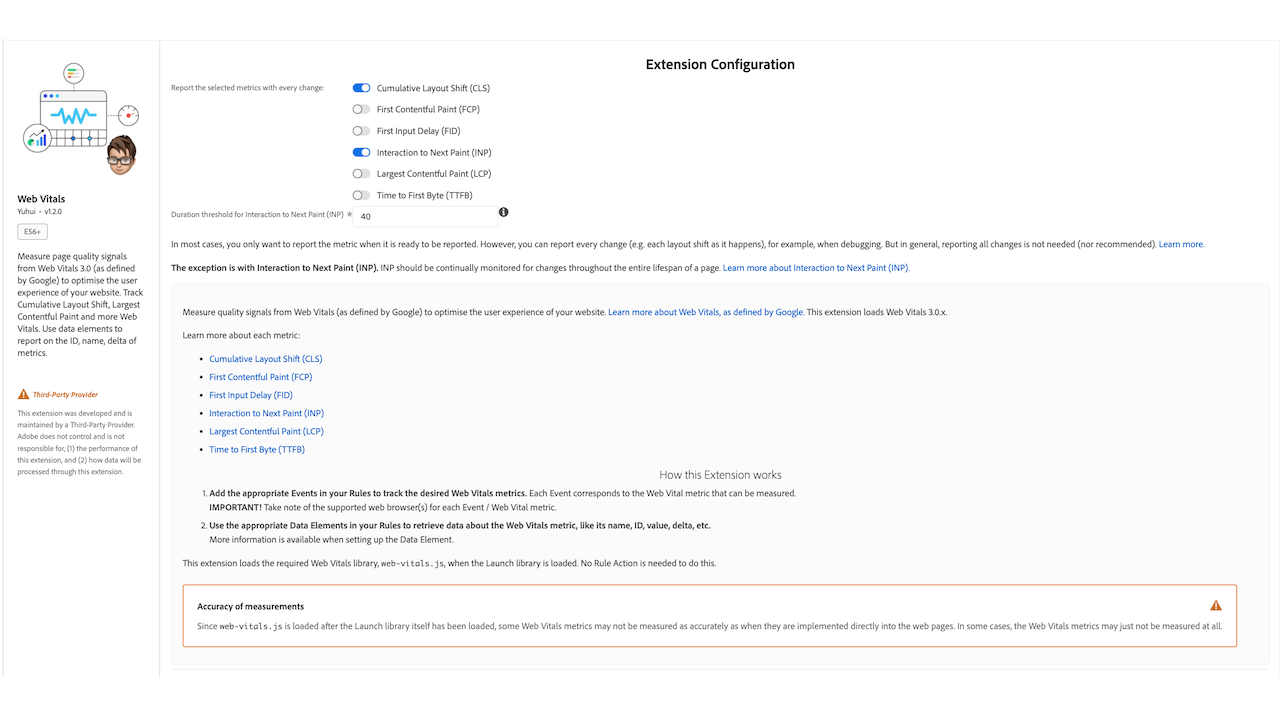 Web Vitals
Yuhui • v1.2.0
ES6+
Measure page quality signals
from Web Vitals 3.0 (as defined
by Google) to optimise the user
experience of your website. Track
Cumulative Layout Shift, Largest
Contentful Paint and more Web
Vitals. Use data elements to
report on the ID, name, delta of
metrics.
Third-Party Provider
This extension was developed and is
maintained by a Third-Party Provider.
Adobe does not control and is not
responsible for, (1) the performance of
this extension, and (2) how data will be
processed through this extension.
Extension Configuration
Report the selected metrics with every change:
Cumulative Layout Shift (CLS)
First Contentful Paint (FCP)
First Input Delay (FID)
Interaction to Next Paint (INP)
Largest Contentful Paint (LCP)
Time to First Byte (TTFB)
Duration threshold for Interaction to Next Paint (INP) * 40
In most cases, you only want to report the metric when it is ready to be reported. However, you can report every change (e.g. each layout shift as it happens), for example, when debugging. But in general, reporting all changes is not needed (nor recommended). Learn more.
The exception is with Interaction to Next Paint (INP). INP should be continually monitored for changes throughout the entire lifespan of a page. Learn more about Interaction to Next Paint (INP).
Measure quality signals from Web Vitals (as defined by Google) to optimise the user experience of your website. Learn more about Web Vitals, as defined by Google. This extension loads Web Vitals 3.0.x.
Learn more about each metric:
• Cumulative Layout Shift (CLS)
• First Contentful Paint (FCP)
• First Input Delay (FID)
• Interaction to Next Paint (INP)
• Largest Contentful Paint (LCP)
• Time to First Byte (TTFB)
How this Extension works
1. Add the appropriate Events in your Rules to track the desired Web Vitals metrics. Each Event corresponds to the Web Vital metric that can be measured.
IMPORTANT! Take note of the supported web browser(s) for each Event / Web Vital metric.
2. Use the appropriate Data Elements in your Rules to retrieve data about the Web Vitals metric, like its name, ID, value, delta, etc.
More information is available when setting up the Data Element.
This extension loads the required Web Vitals library, web-vitals.js, when the Launch library is loaded. No Rule Action is needed to do this.
Accuracy of measurements
Since web-vitals.js is loaded after the Launch library itself has been loaded, some Web Vitals metrics may not be measured as accurately as when they are implemented directly into the web pages. In some cases, the Web Vitals metrics may just not be measured at all.